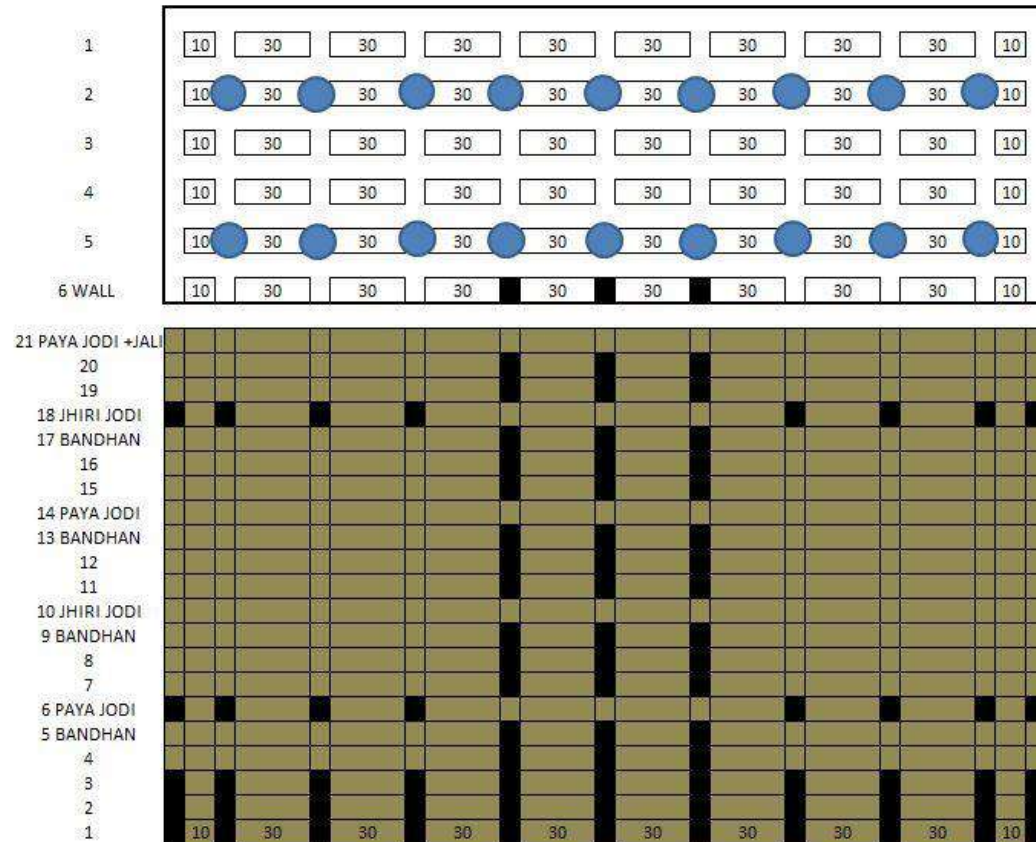 1 10 30 30 30 30 30 30 30 30 10
2 10 30 30 30 30 30 30 30 30 10
3 10 30 30 30 30 30 30 30 30 10
4 10 30 30 30 30 30 30 30 30 10
5 10 30 30 30 30 30 30 30 30 10
6 WALL 10 30 30 30 30 30 30 30 30 10
21 PAYA JODI +JALI
20
19
18 JHIRI JODI
17 BANDHAN
16
15
14 PAYA JODI
13 BANDHAN
12
11
10 JHIRI JODI
9 BANDHAN
8
7
6 PAYA JODI
5 BANDHAN
4
3
2
1 10 30 30 30 30 30 30 30 30 10